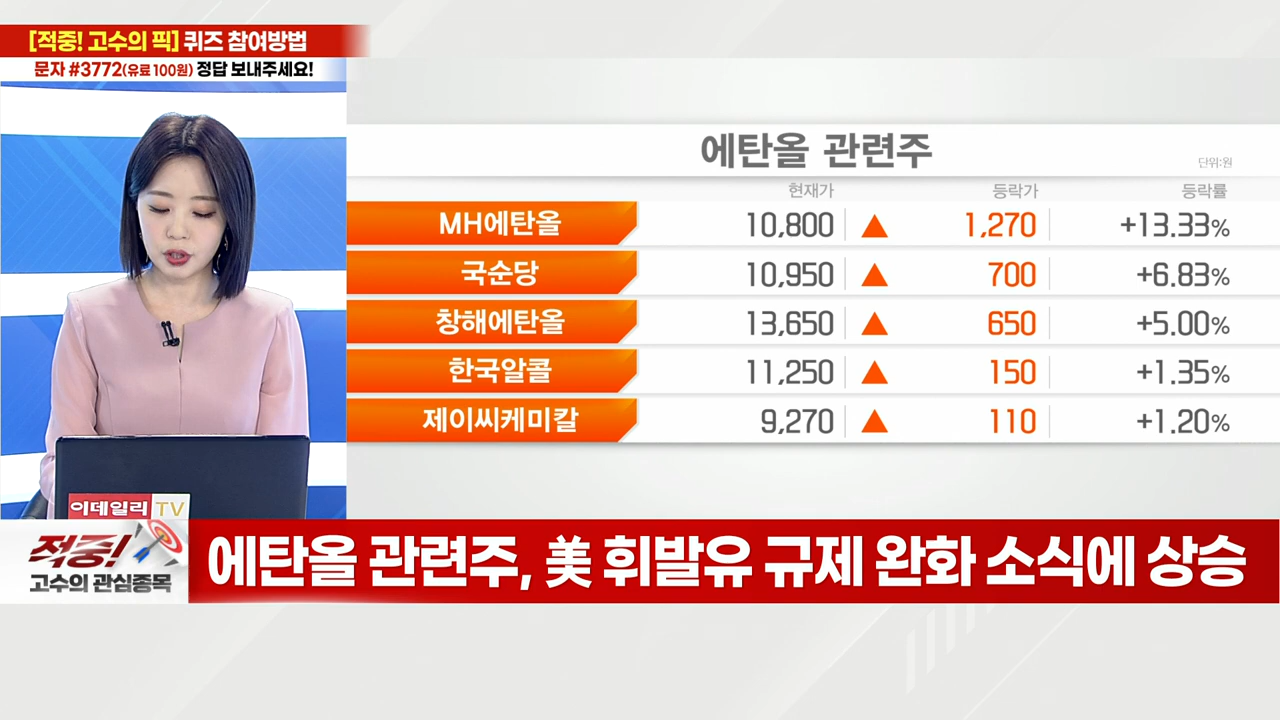 [적중! 고수의 픽] 퀴즈 참여방법
문자 #3772(유료 100원) 정답 보내주세요!
에탄올 관련주
단위:원
현재가 등락가 등락률
MH에탄올 10,800 ▲ 1,270 +13.33%
국순당 10,950 ▲ 700 +6.83%
창해에탄올 13,650 ▲ 650 +5.00%
한국알콜 11,250 ▲ 150 +1.35%
제이씨케미칼 9,270 ▲ 110 +1.20%
이데일리 TV
적중!
고수의 관심종목
에탄올 관련주, 美 휘발유 규제 완화 소식에 상승